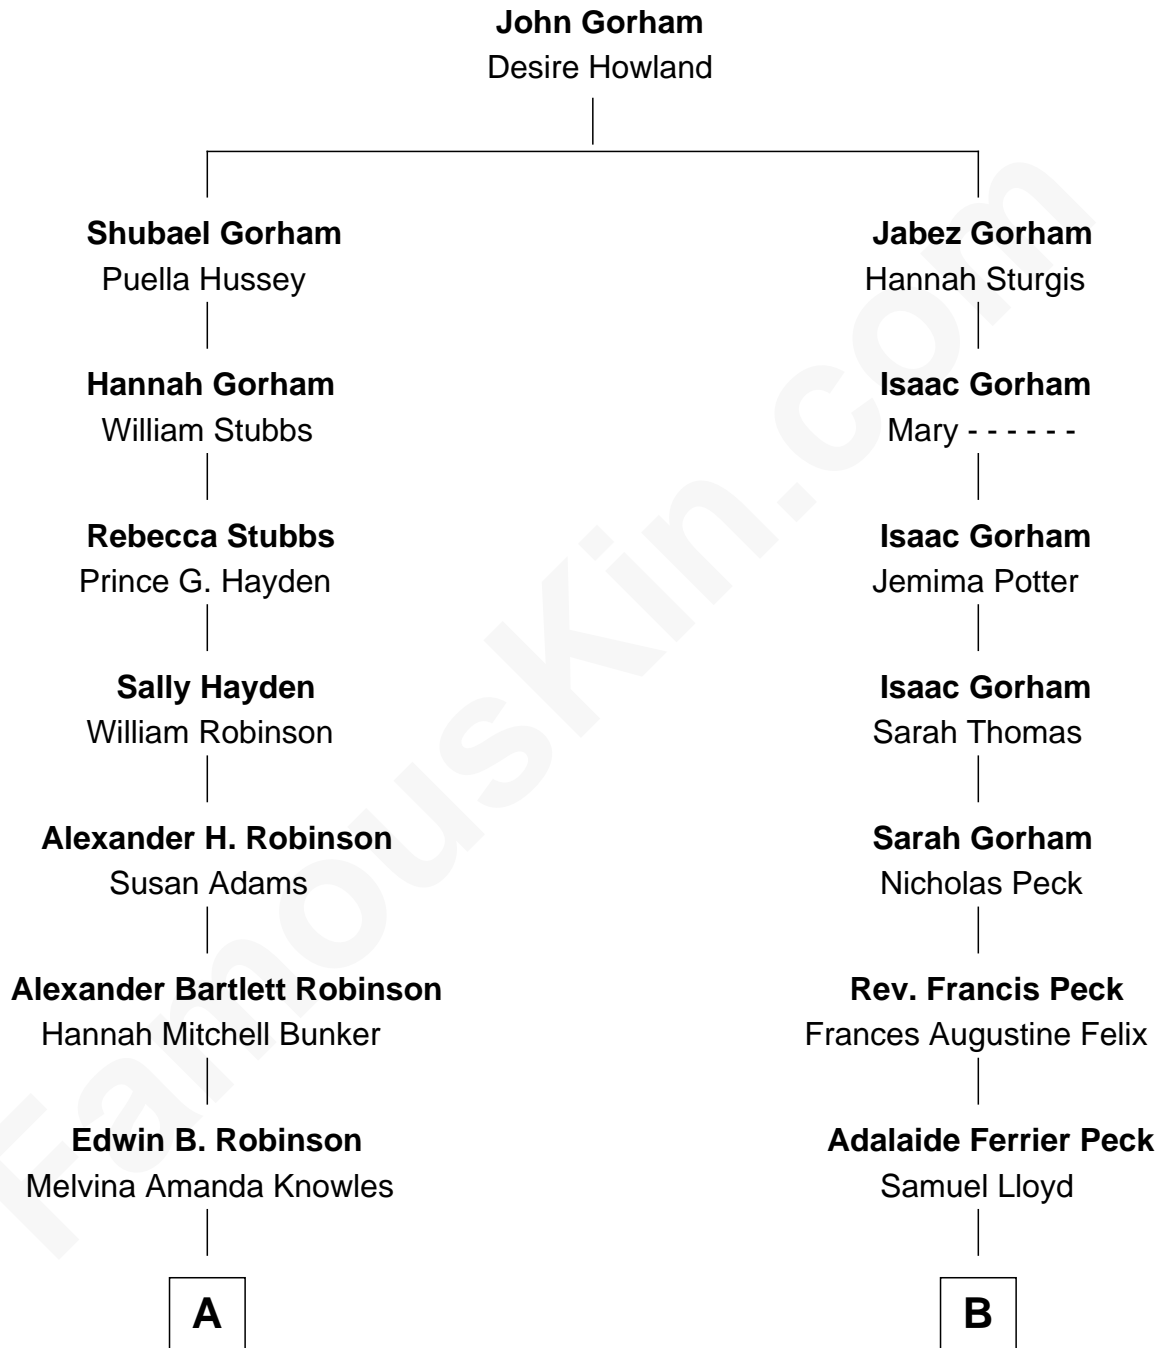 John Gorham
Desire Howland
Shubael Gorham
Puella Hussey
Hannah Gorham
William Stubbs
Rebecca Stubbs
Prince G. Hayden
Sally Hayden
William Robinson
Alexander H. Robinson
Susan Adams
Alexander Bartlett Robinson
Hannah Mitchell Bunker
Edwin B. Robinson
Melvina Amanda Knowles
A
Jabez Gorham
Hannah Sturgis
Isaac Gorham
Mary - - - - - -
Isaac Gorham
Jemima Potter
Isaac Gorham
Sarah Thomas
Sarah Gorham
Nicholas Peck
Rev. Francis Peck
Frances Augustine Felix
Adalaide Ferrier Peck
Samuel Lloyd
B
FamousKin.com